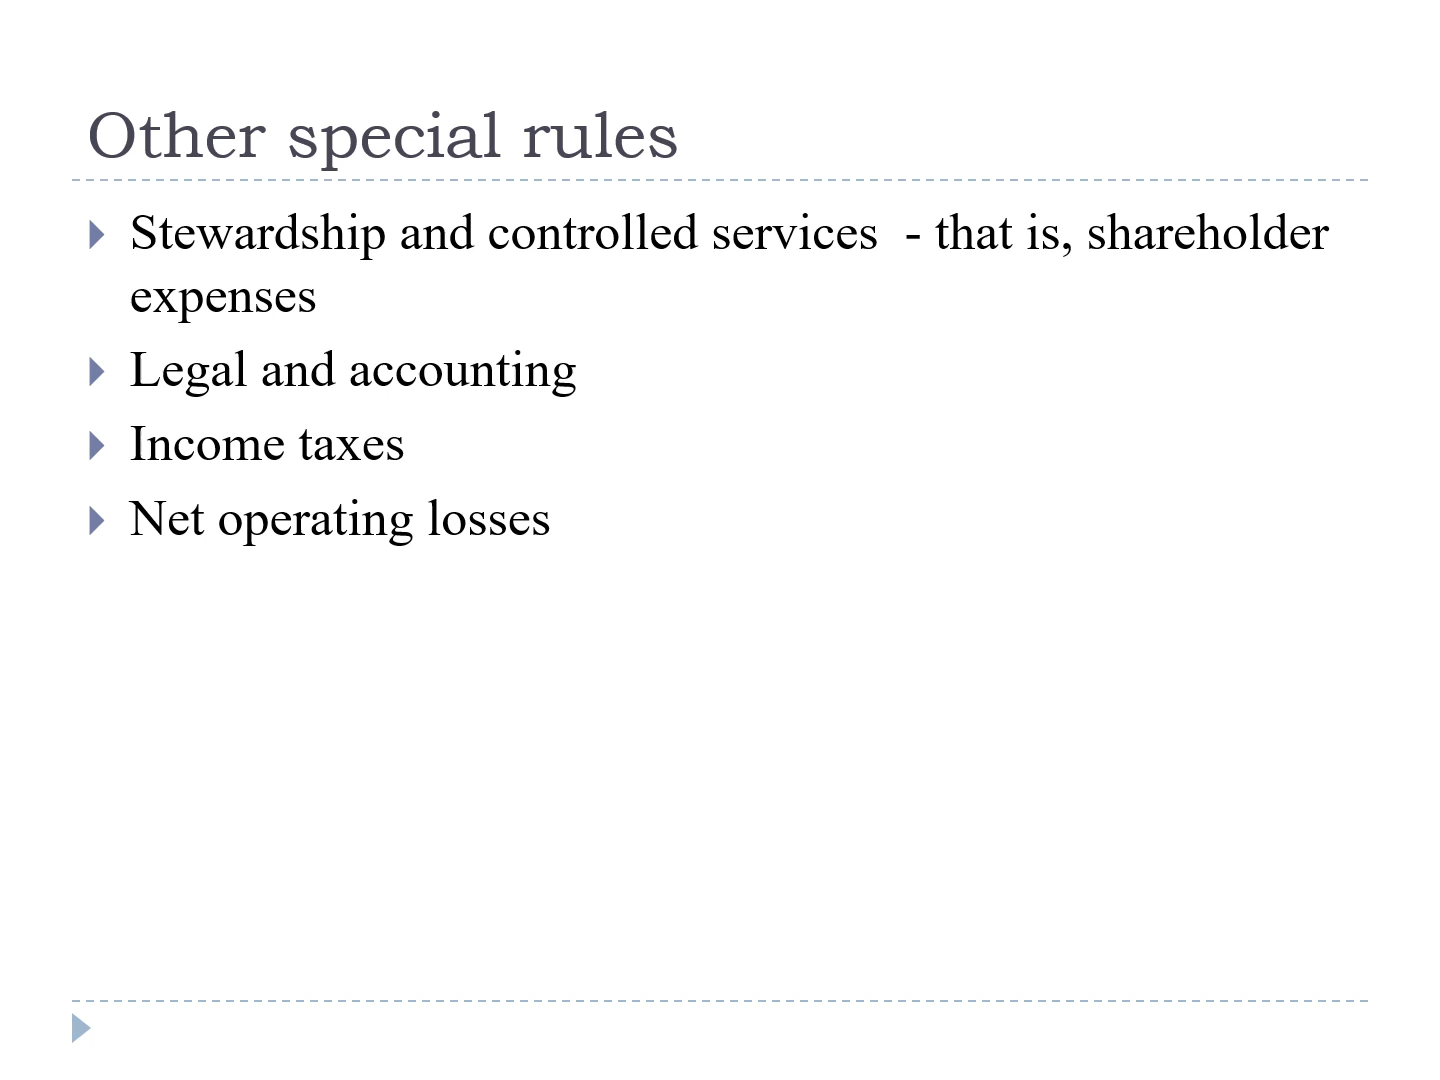 Other special rules
Stewardship and controlled services  - that is, shareholder
expenses
Legal and accounting
Income taxes
Net operating losses